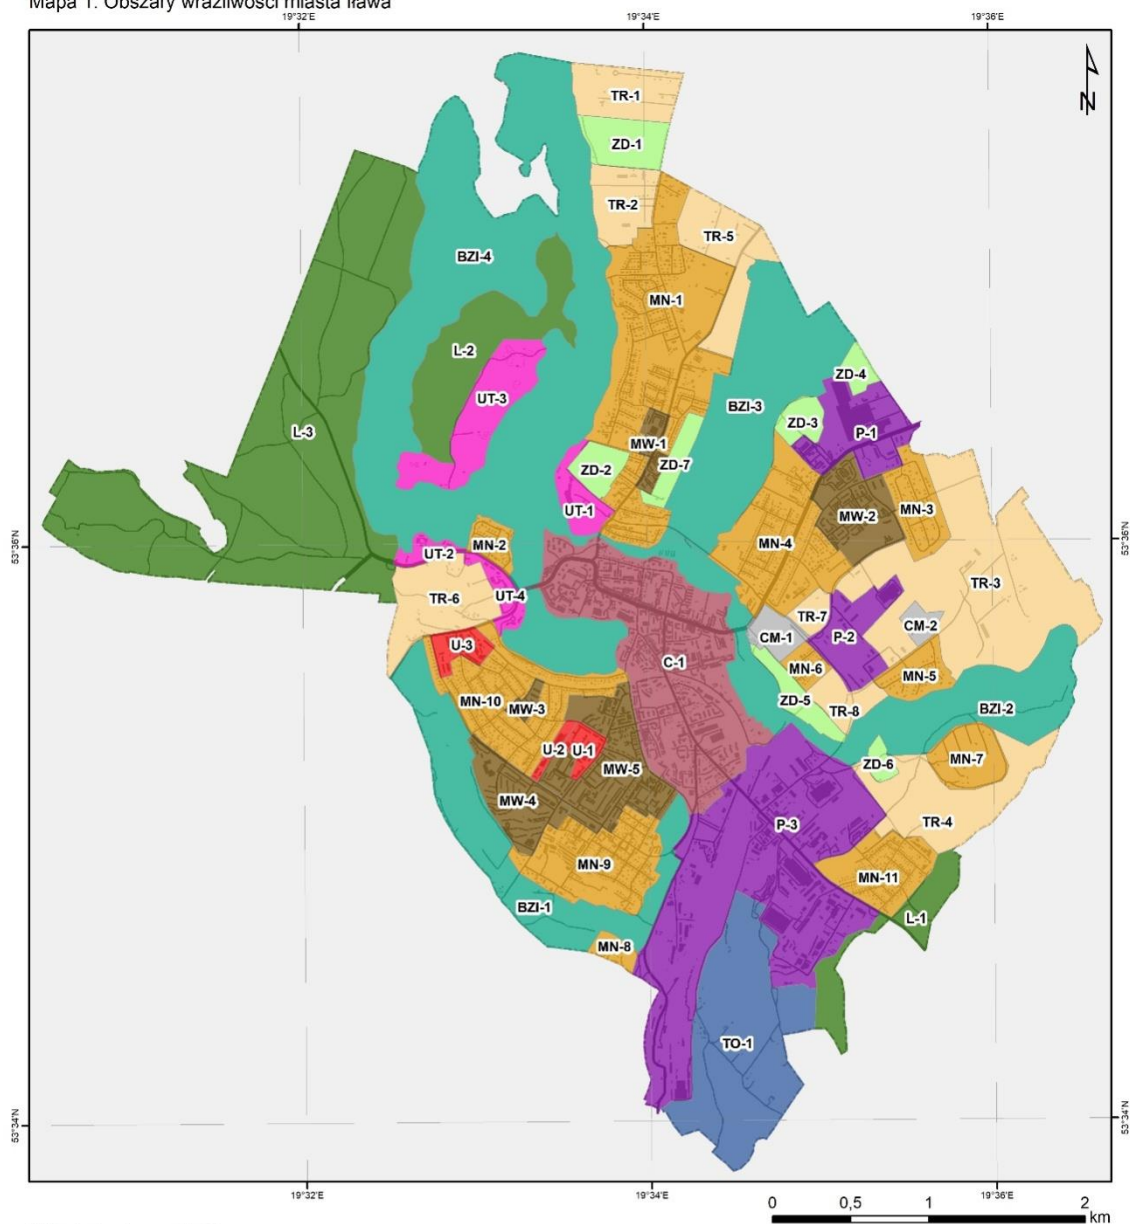 Mapa 1. Obszary wrażliwości miasta Iława
19°32'E 19°34'E 19°36'E
N
TR-1
ZD-1
TR-2
TR-5
BZI-4
MN-1
L-2
ZD-4
UT-3
BZI-3
ZD-3
L-3
P-1
MW-1
ZD-2
ZD-7
UT-1
MN-3
MW-2
53°36'N
53°36'N
MN-2
MN-4
UT-2
TR-3
TR-6
UT-4
TR-7
CM-2
CM-1
P-2
U-3
C-1
MN-6
MN-5
MN-10
ZD-5
MW-3
TR-8
BZI-2
U-2
U-1
MN-7
ZD-6
MW-5
MW-4
TR-4
P-3
MN-9
MN-11
BZI-1
L-1
MN-8
TO-1
53°34'N
53°34'N
19°32'E 19°34'E 19°36'E
0 0,5 1 2
km